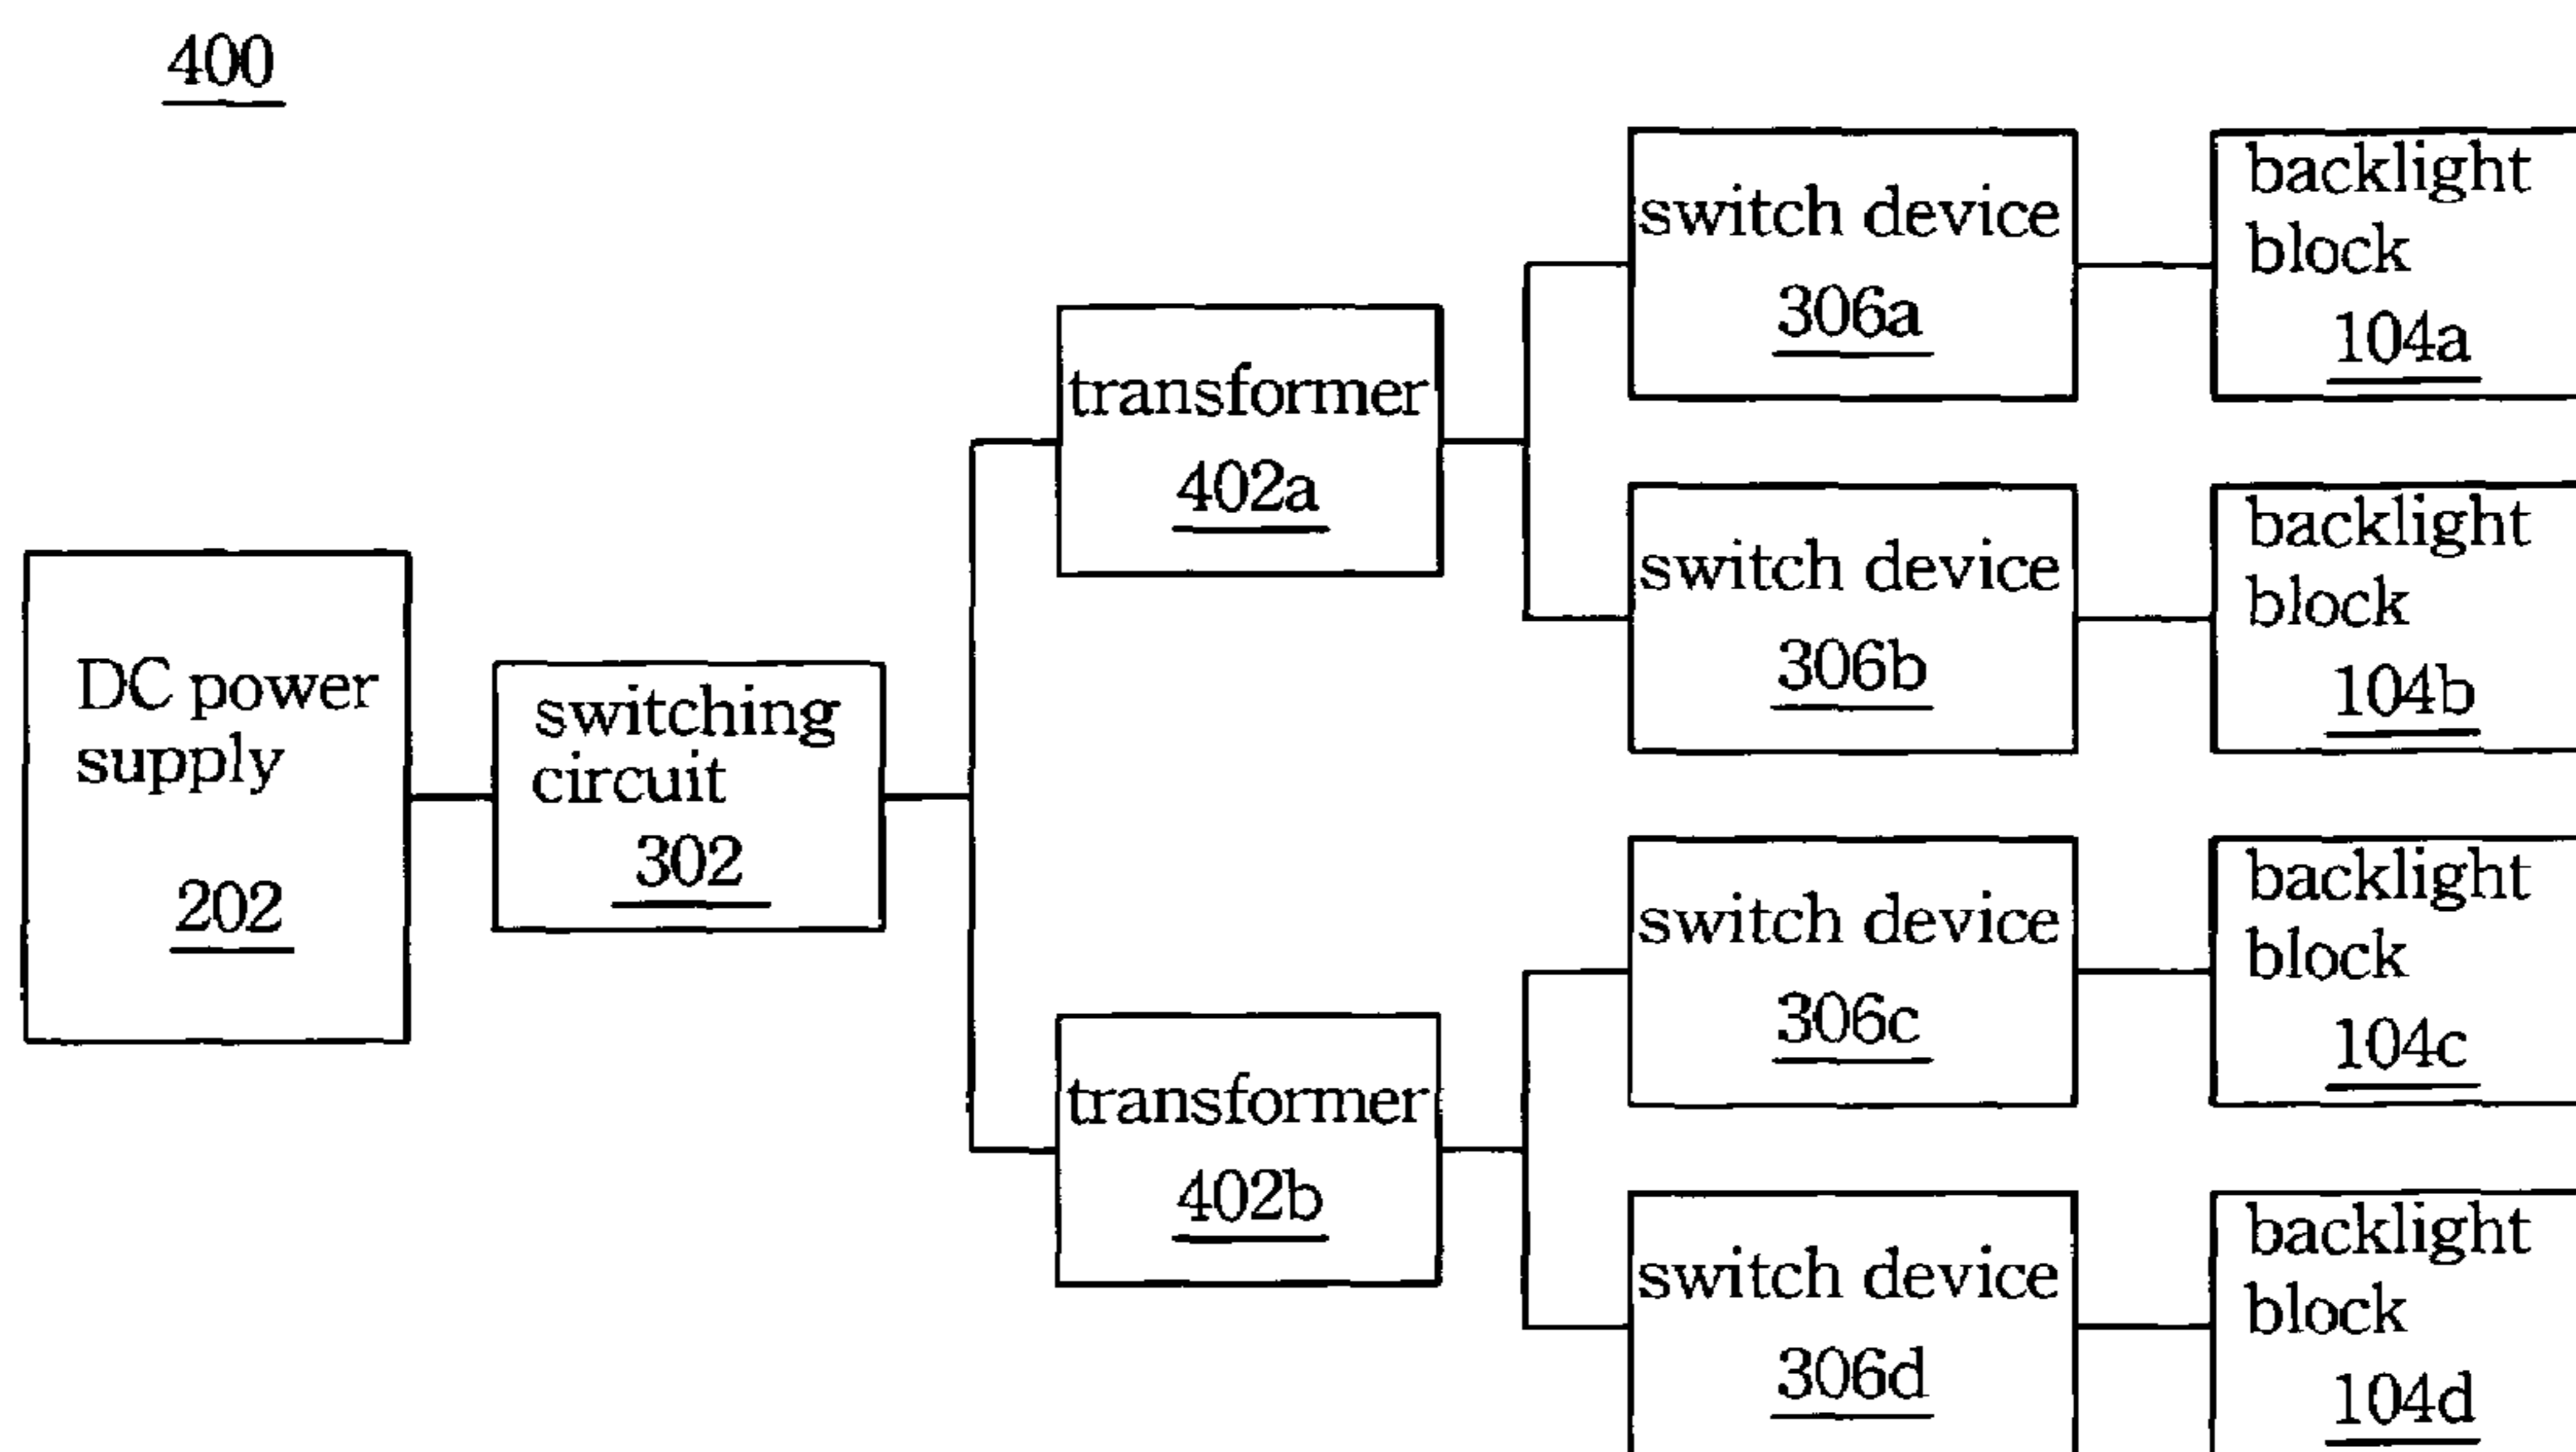 400
DC power
supply
202
switching
circuit
302
transformer
402a
transformer
402b
switch device
306a
switch device
306b
switch device
306c
switch device
306d
backlight
block
104a
backlight
block
104b
backlight
block
104c
backlight
block
104d